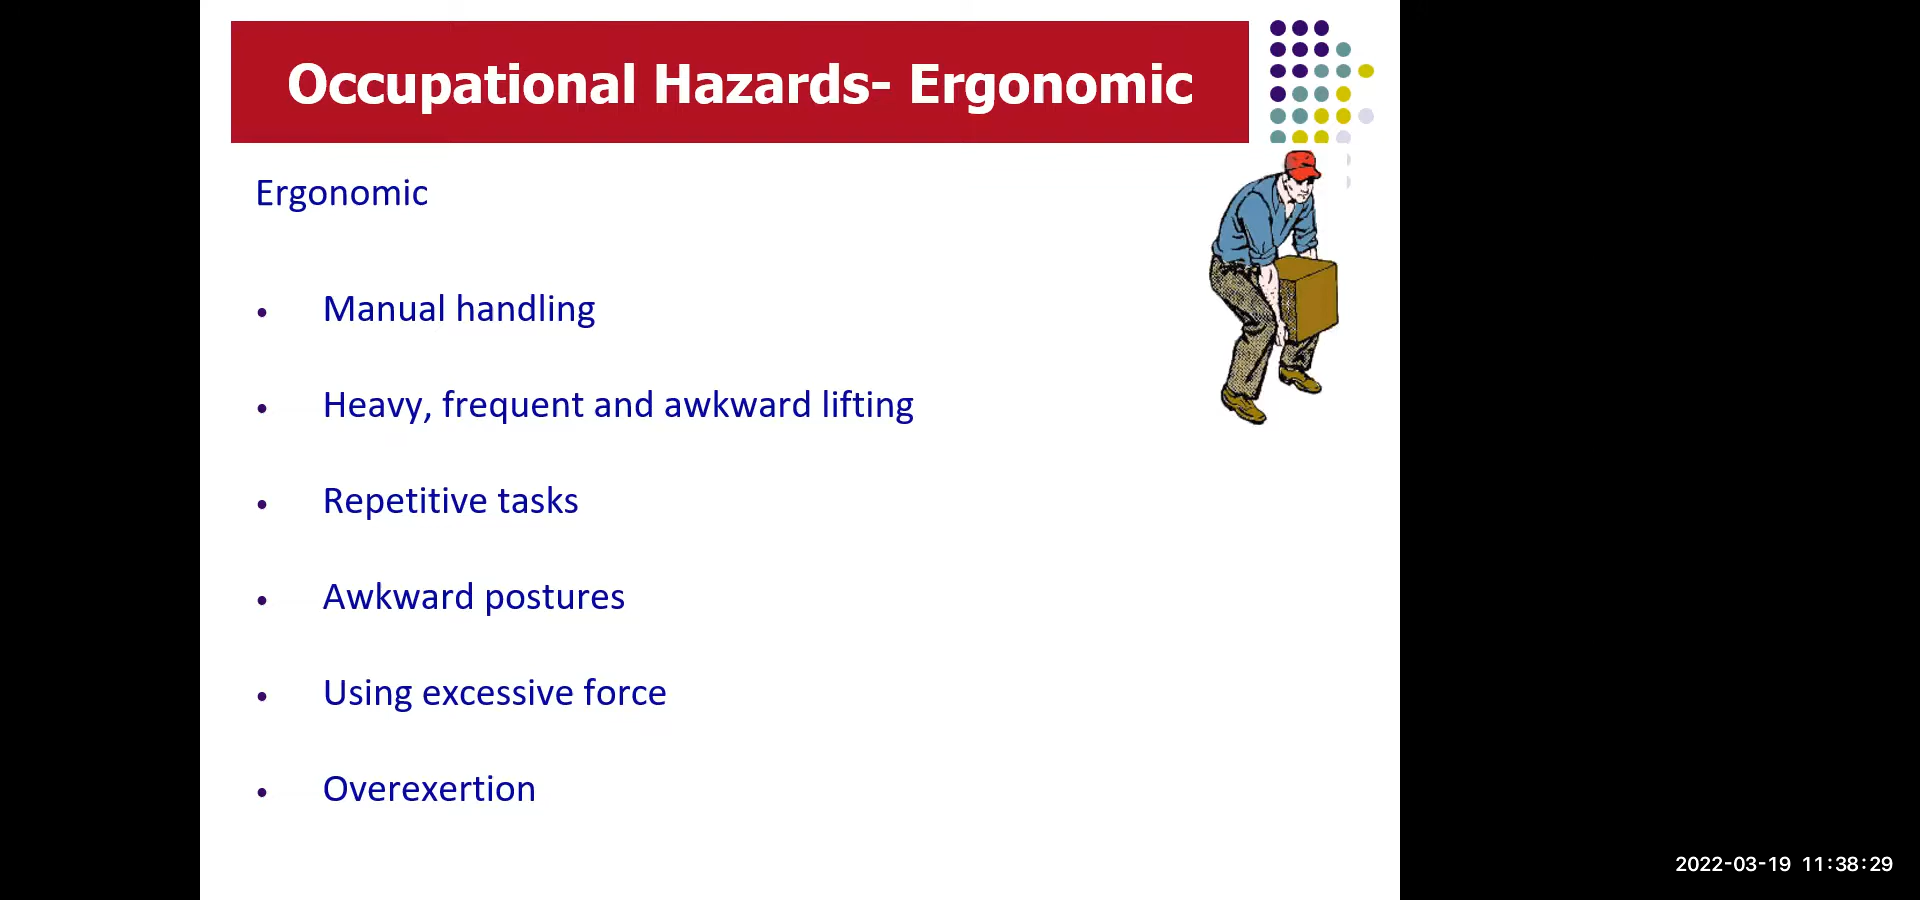 Occupational Hazards- Ergonomic
Ergonomic
• Manual handling
• Heavy, frequent and awkward lifting
• Repetitive tasks
• Awkward postures
• Using excessive force
• Overexertion
2022-03-19 11:38:29